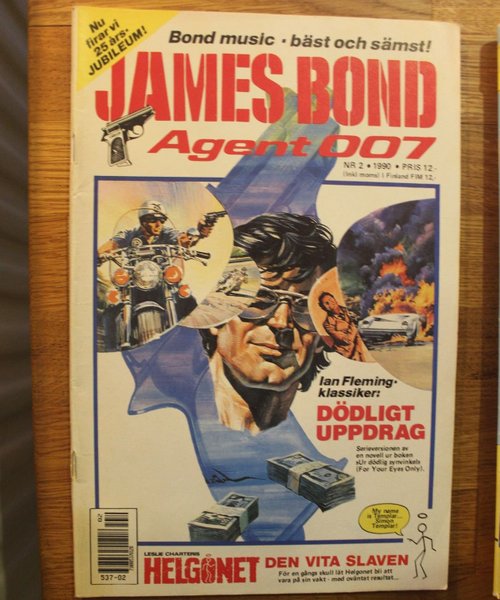 Nu
firar vi
25 års-
JUBILEUM!
Bond music • bäst och sämst!
JAMES BOND
Agent 007
NR 2 • 1990 • PRIS 12:-
(Inkl moms) I Finland FIM 12,-
Ian Fleming-
klassiker:
DÖDLIGT
UPPDRAG
Serieversionen av
en novell ur boken
»Ur dödlig synvinkel»
(For Your Eyes Only).
My name
is Templar...
Simon
Templar!
02
537-02
LESLIE CHARTERIS
HELGONET
DEN VITA SLAVEN
För en gångs skull låt Helgonet bli att
vara på sin vakt - med oväntat resultat...